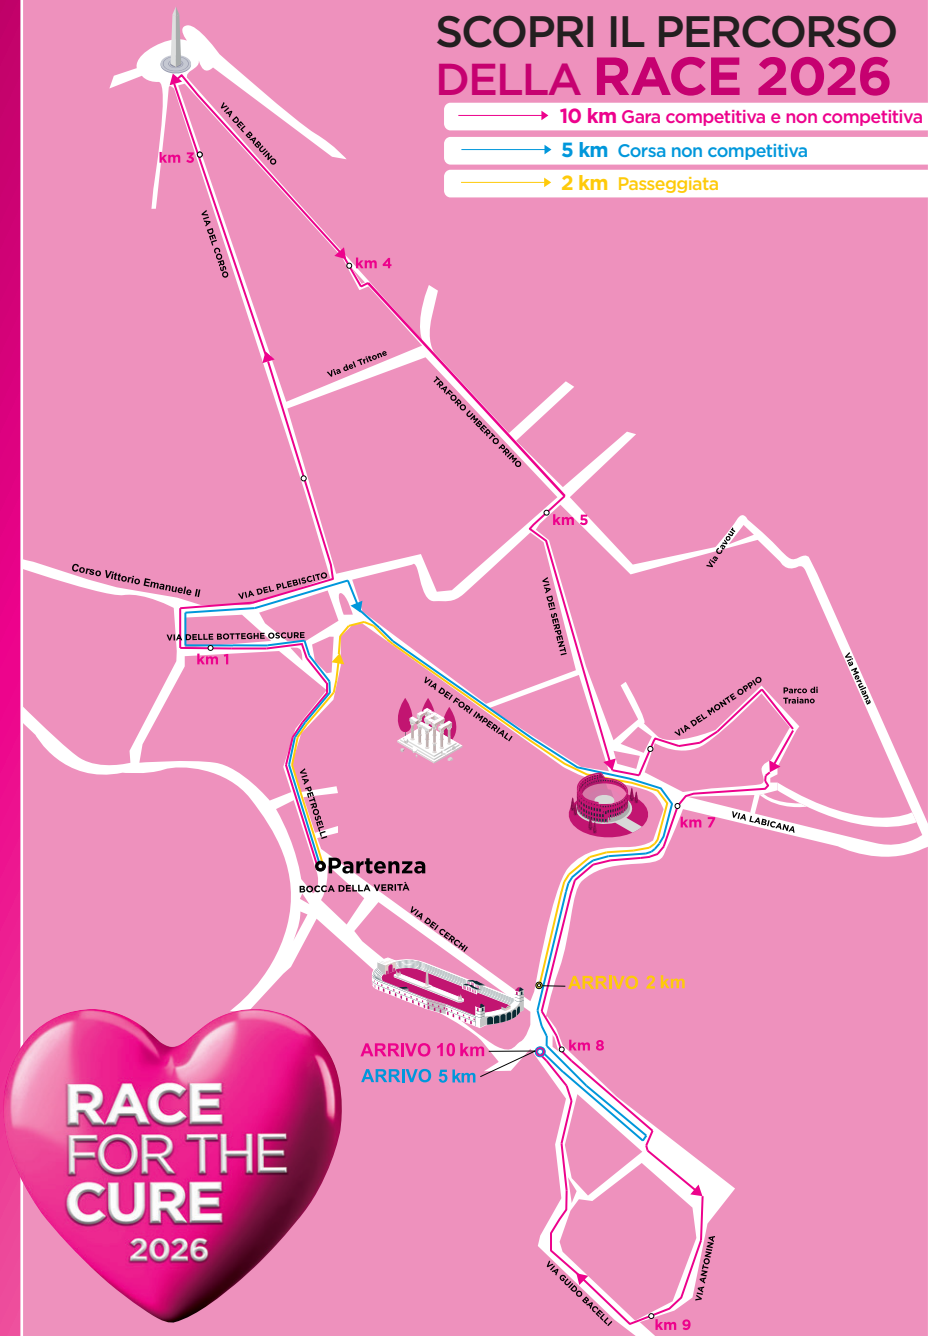 SCOPRI IL PERCORSO
DELLA RACE 2026
10 km Gara competitiva e non competitiva
5 km Corsa non competitiva
2 km Passeggiata
VIA DEL BABUINO
km 3
VIA DEL CORSO
km 4
Via del Tritone
TRAFORO UMBERTO PRIMO
km 5
Via Cavour
Corso Vittorio Emanuele II
VIA DEL PLEBISCITO
VIA DEI SERPENTI
VIA DELLE BOTTEGHE OSCURE
km 1
Via Merulana
VIA DEI FORI IMPERIALI
VIA DEL MONTE OPPIO
Parco di
Traiano
VIA PETROSELLI
km 7
VIA LABICANA
Partenza
BOCCA DELLA VERITÀ
VIA DEI CERCHI
ARRIVO 2 km
ARRIVO 10 km
km 8
ARRIVO 5 km
RACE
FOR THE
CURE
2026
VIA ANTONINA
VIA GUIDO BACELLI
km 9